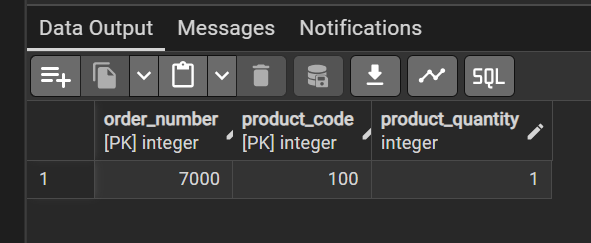 Data Output Messages Notifications
SQL
order_number product_code product_quantity
[PK] integer [PK] integer integer
1 7000 100 1